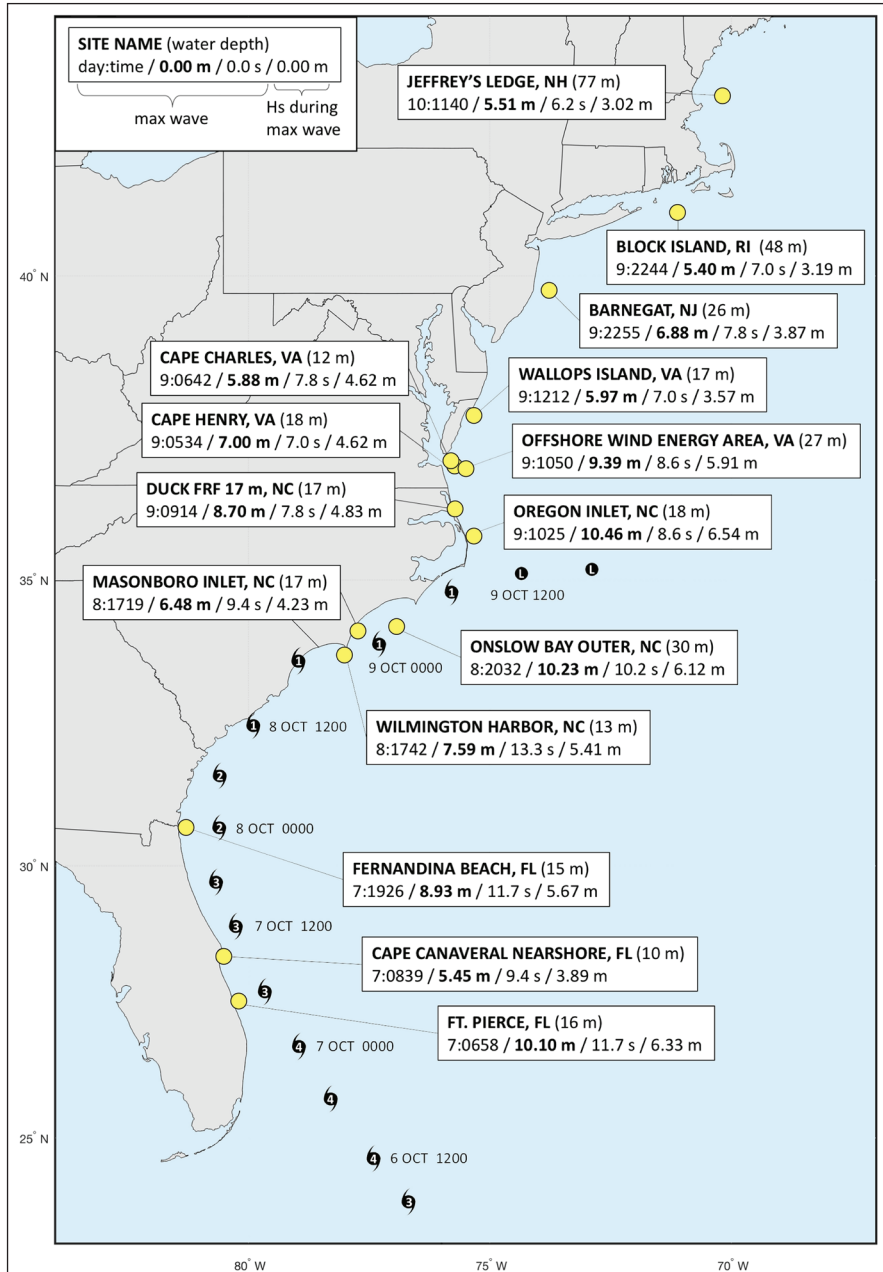 SITE NAME (water depth)
day:time / 0.00 m / 0.0 s / 0.00 m
max wave
Hs during
max wave
JEFFREY'S LEDGE, NH (77 m)
10:1140 / 5.51 m / 6.2 s / 3.02 m
BLOCK ISLAND, RI (48 m)
9:2244 / 5.40 m / 7.0 s / 3.19 m
40° N
BARNEGAT, NJ (26 m)
9:2255 / 6.88 m / 7.8 s / 3.87 m
CAPE CHARLES, VA (12 m)
9:0642 / 5.88 m / 7.8 s / 4.62 m
WALLOPS ISLAND, VA (17 m)
9:1212 / 5.97 m / 7.0 s / 3.57 m
CAPE HENRY, VA (18 m)
9:0534 / 7.00 m / 7.0 s / 4.62 m
OFFSHORE WIND ENERGY AREA, VA (27 m)
9:1050 / 9.39 m / 8.6 s / 5.91 m
DUCK FRF 17 m, NC (17 m)
9:0914 / 8.70 m / 7.8 s / 4.83 m
OREGON INLET, NC (18 m)
9:1025 / 10.46 m / 8.6 s / 6.54 m
35° N
L
L
MASONBORO INLET, NC (17 m)
8:1719 / 6.48 m / 9.4 s / 4.23 m
1
9 OCT 1200
ONSLOW BAY OUTER, NC (30 m)
8:2032 / 10.23 m / 10.2 s / 6.12 m
1
9 OCT 0000
1
WILMINGTON HARBOR, NC (13 m)
8:1742 / 7.59 m / 13.3 s / 5.41 m
1
8 OCT 1200
2
2
8 OCT 0000
30° N
FERNANDINA BEACH, FL (15 m)
7:1926 / 8.93 m / 11.7 s / 5.67 m
3
3
7 OCT 1200
CAPE CANAVERAL NEARSHORE, FL (10 m)
7:0839 / 5.45 m / 9.4 s / 3.89 m
3
FT. PIERCE, FL (16 m)
7:0658 / 10.10 m / 11.7 s / 6.33 m
4
7 OCT 0000
4
25° N
4
6 OCT 1200
3
80° W
75° W
70° W